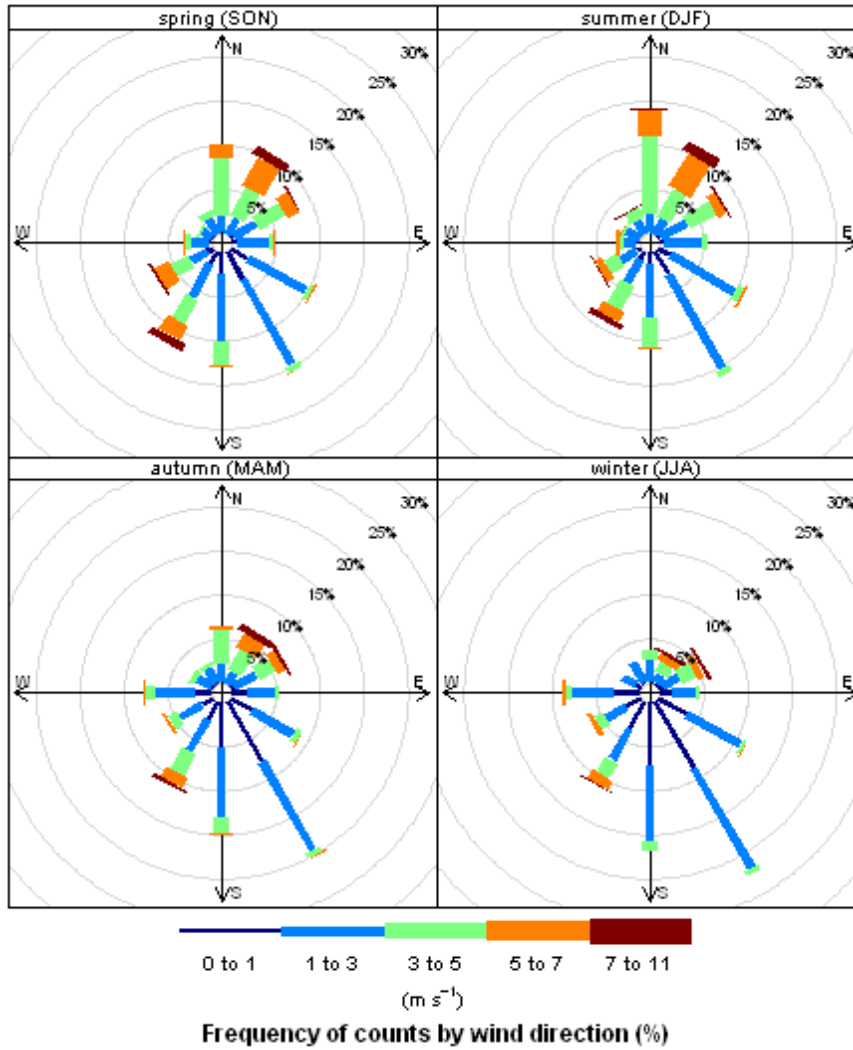 spring (SON)
summer (DJF)
N
30%
25%
20%
15%
10%
5%
W
E
S
N
30%
25%
20%
15%
10%
5%
W
E
S
autumn (MAM)
winter (JJA)
N
30%
25%
20%
15%
10%
5%
W
E
S
N
30%
25%
20%
15%
10%
5%
W
E
S
0 to 1 1 to 3 3 to 5 5 to 7 7 to 11
(m s⁻¹)
Frequency of counts by wind direction (%)